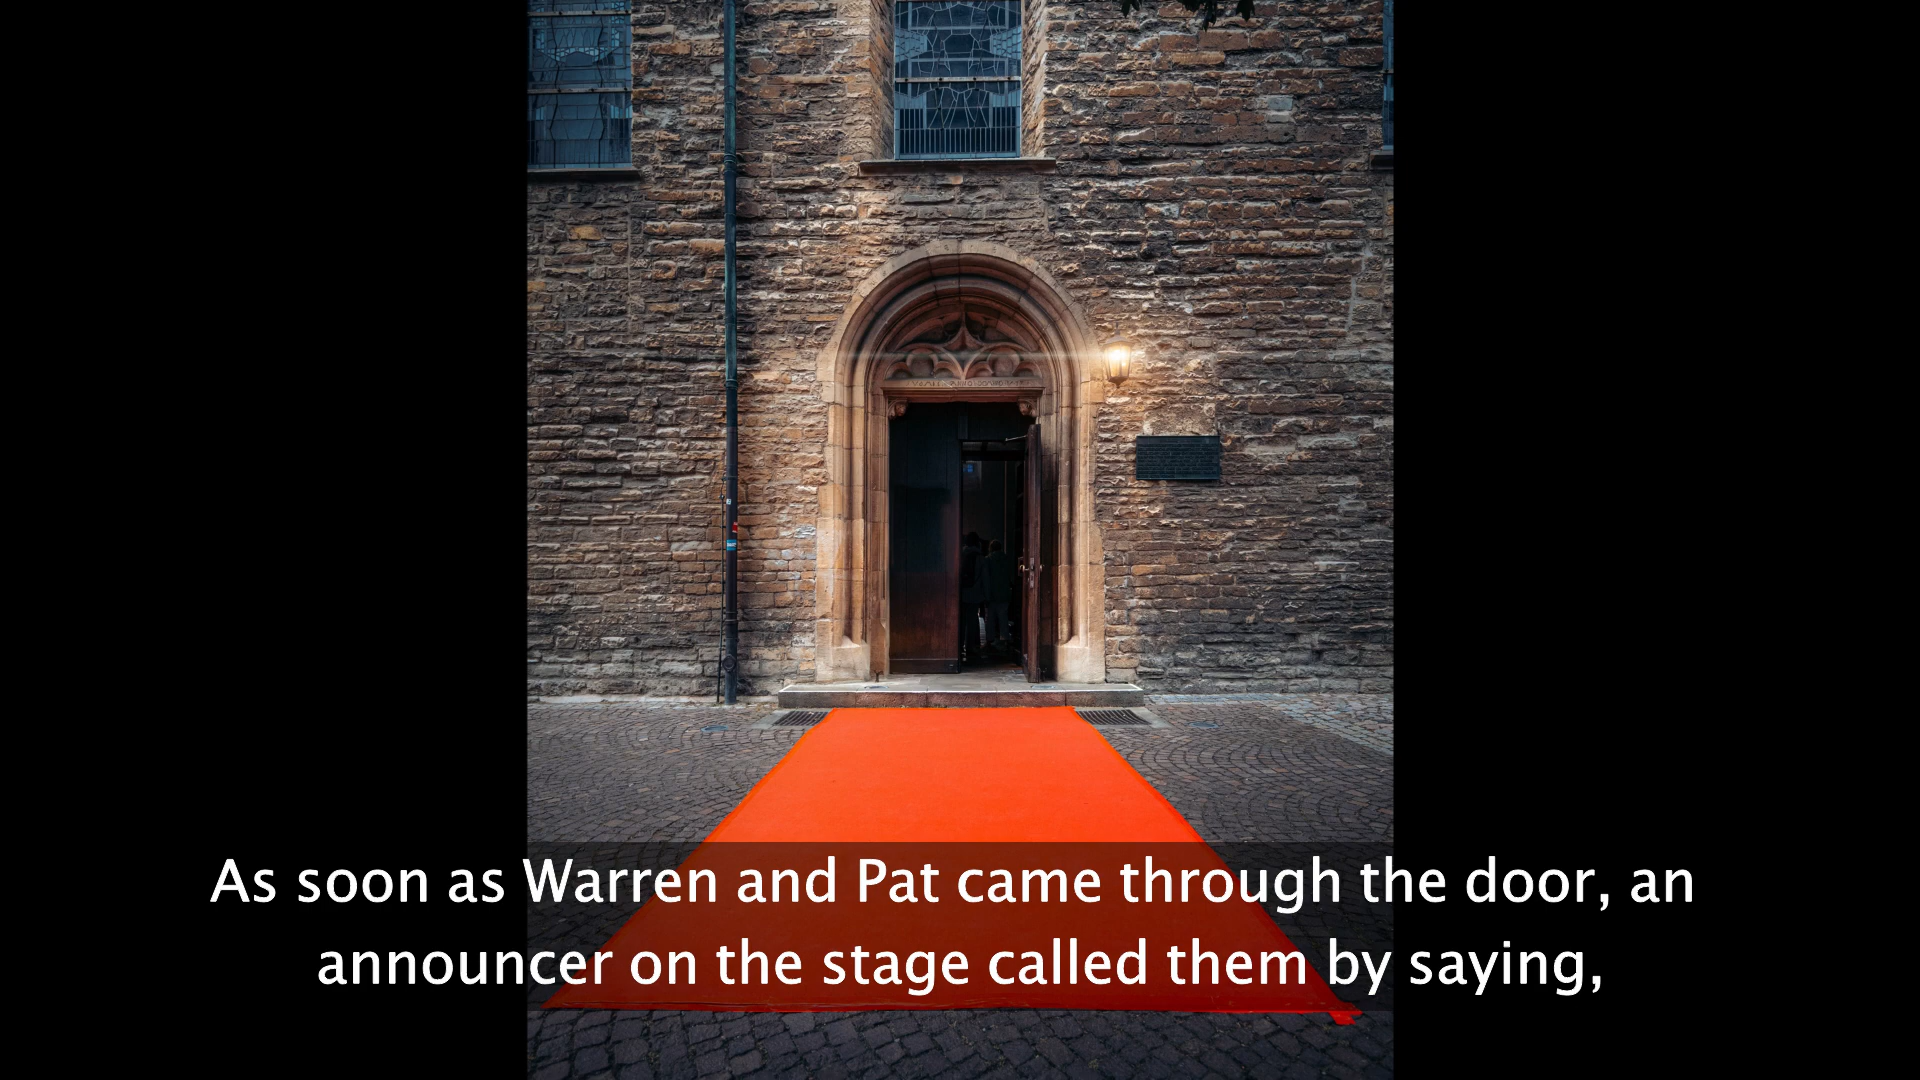 As soon as Warren and Pat came through the door, an
announcer on the stage called them by saying,